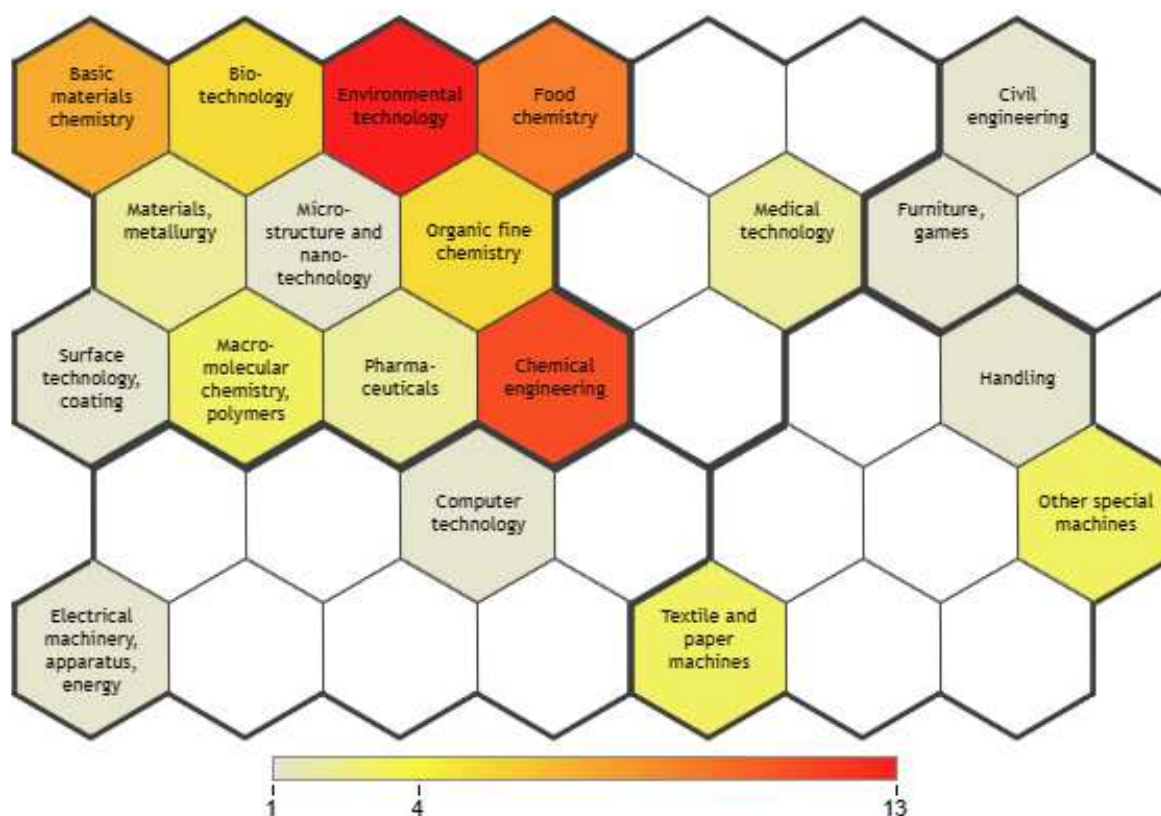 Basic
materials
chemistry
Bio-
technology
Environmental
technology
Food
chemistry
Civil
engineering
Materials,
metallurgy
Micro-
structure and
nano-
technology
Organic fine
chemistry
Medical
technology
Furniture,
games
Surface
technology,
coating
Macro-
molecular
chemistry,
polymers
Pharma-
ceuticals
Chemical
engineering
Handling
Computer
technology
Other special
machines
Electrical
machinery,
apparatus,
energy
Textile and
paper
machines
1 4 13